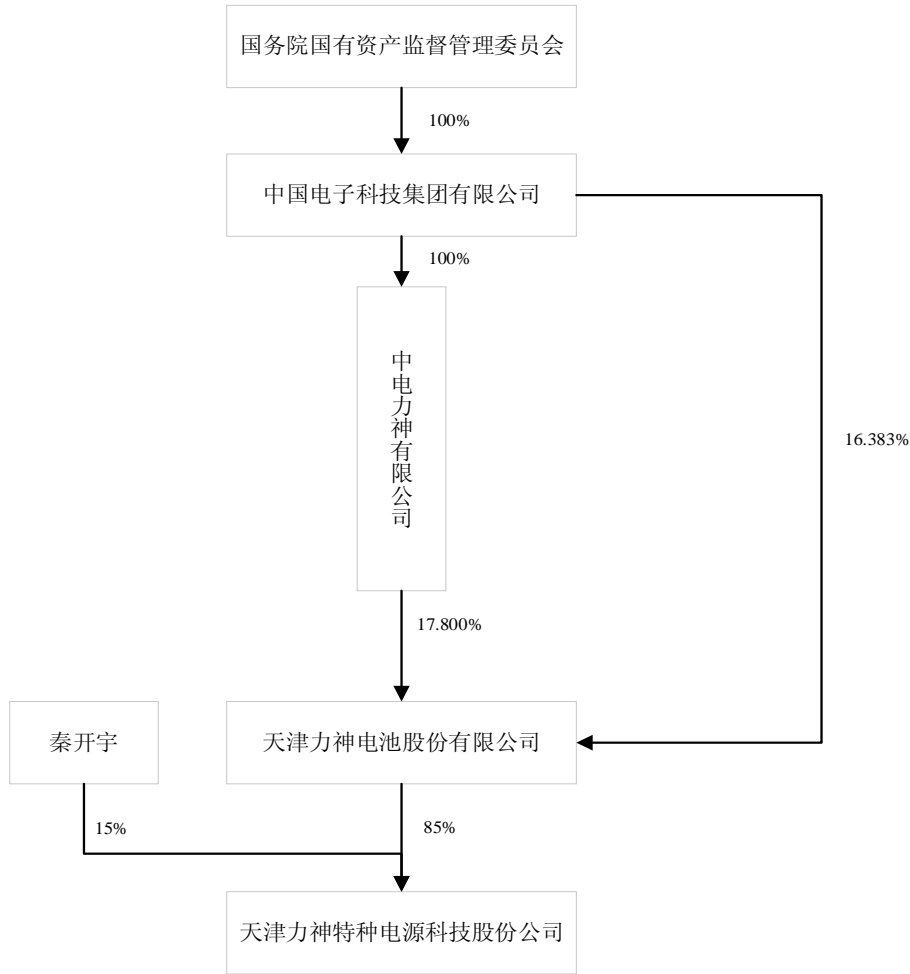 国务院国有资产监督管理委员会
100%
中国电子科技集团有限公司
100%
中电力神有限公司
16.383%
17.800%
秦开宇
天津力神电池股份有限公司
15%
85%
天津力神特种电源科技股份公司